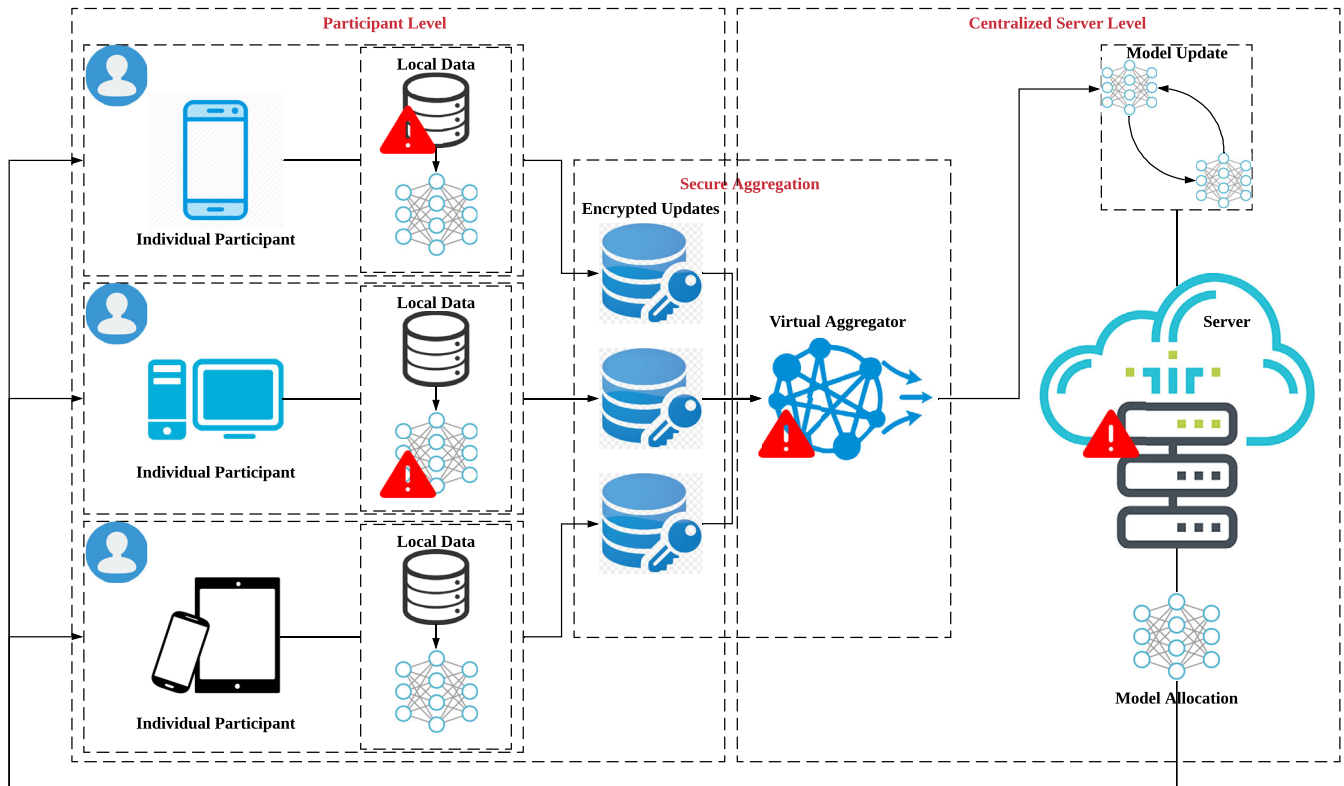 Participant Level
Centralized Server Level
Local Data
Individual Participant
Local Data
Individual Participant
Local Data
Individual Participant
Secure Aggregation
Encrypted Updates
Virtual Aggregator
Model Update
Server
Model Allocation